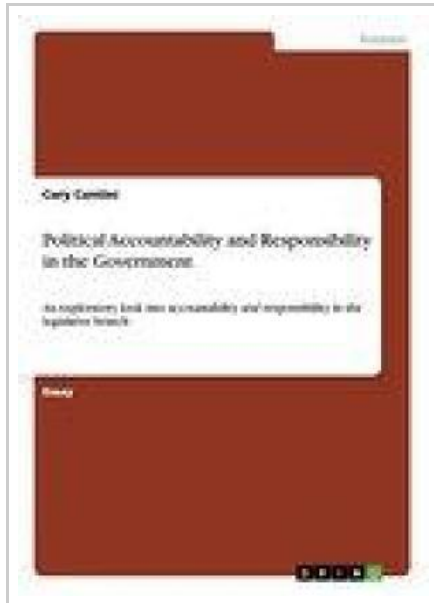 Political Accountability and Responsibility
in the Government
An exploratory look into accountability and responsibility in the
legislative branch
Essay
GRIN